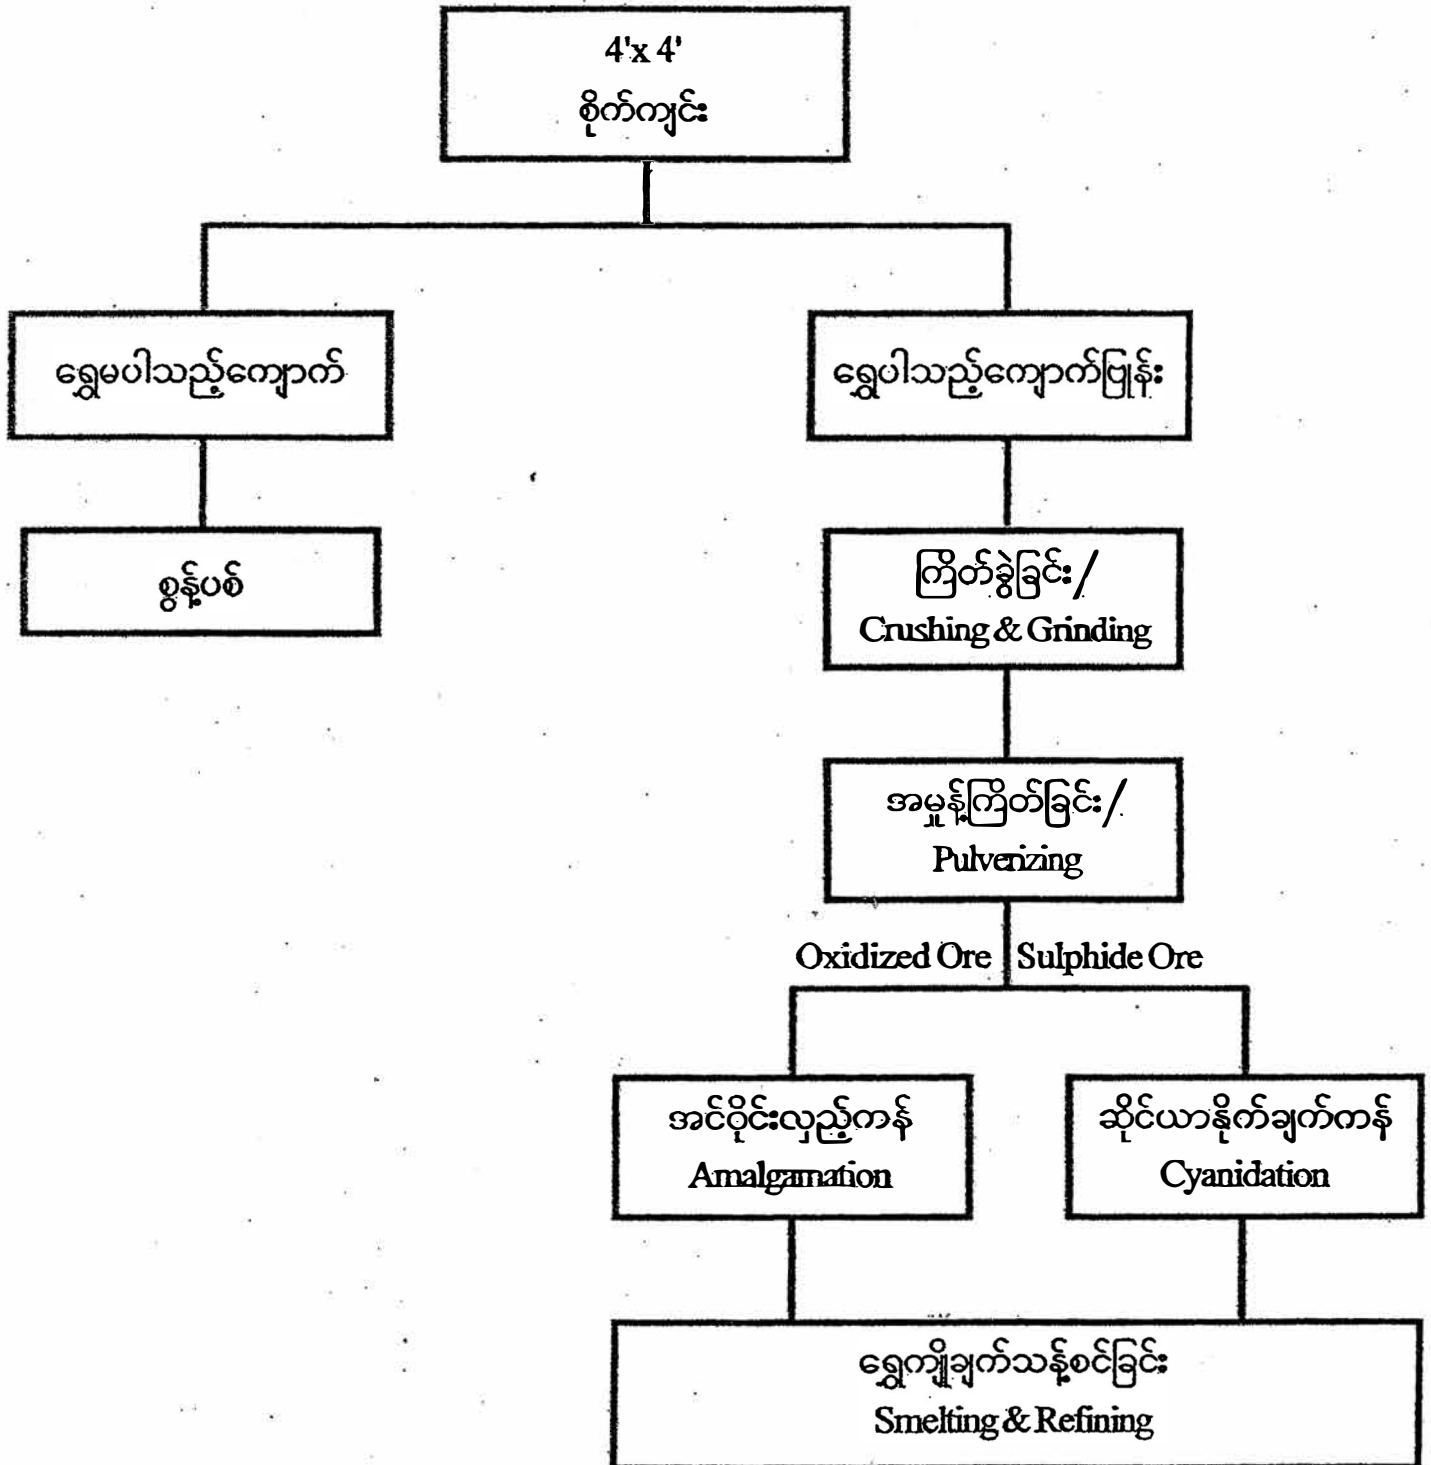 4'x 4'
စိုက်ကျင်း
ရွှေမပါသည့်ကျောက်
ရွှေပါသည့်ကျောက်ဗြုန်း
စွန့်ပစ်
ကြိတ်ခွဲခြင်း/
Crushing & Grinding
အမှုန့်ကြိတ်ခြင်း/
Pulverizing
Oxidized Ore
Sulphide Ore
အင်ဝိုင်းလှည့်ကန်
Amalgamation
ဆိုင်ယာနိုက်ချက်ကန်
Cyanidation
ရွှေကျိုချက်သန့်စင်ခြင်း
Smelting & Refining